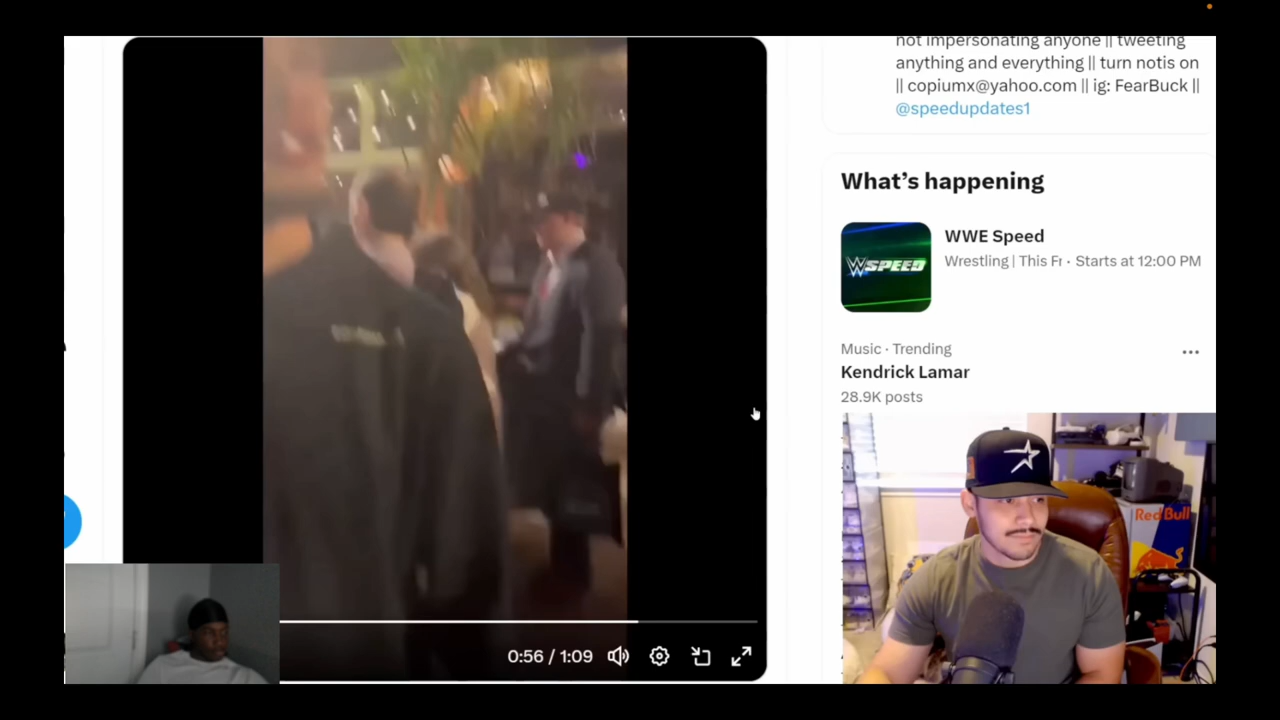 not impersonating anyone || tweeting
anything and everything || turn notis on
|| copiumx@yahoo.com || ig: FearBuck ||
@speedupdates1
What's happening
WWE Speed
Wrestling | This Fr · Starts at 12:00 PM
W SPEED
Music · Trending
Kendrick Lamar
28.9K posts
Red Bull
0:56 / 1:09